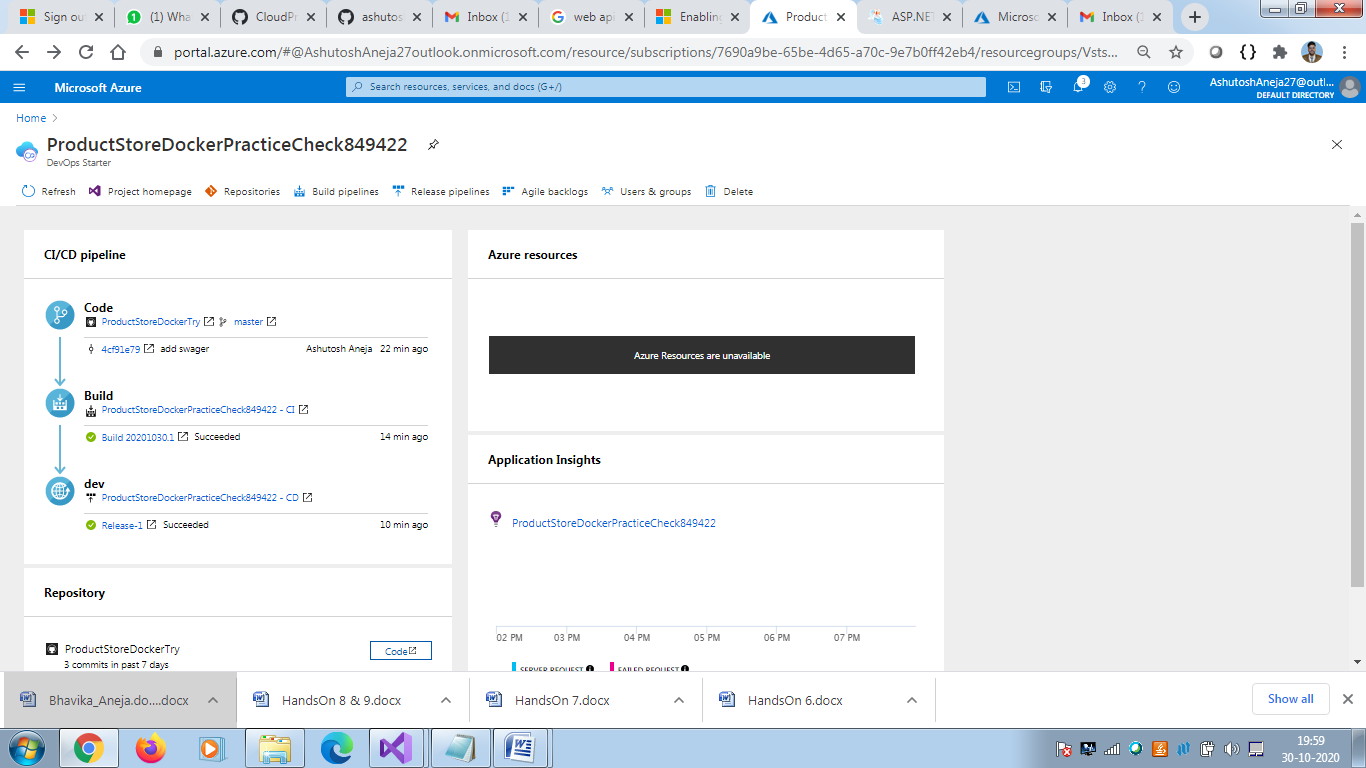 Sign ou
(1) Wha
CloudPr
ashutos
Inbox (1
web api
Enabling
Product
ASP.NE
Microso
Inbox (1
portal.azure.com/#@AshutoshAneja27outlook.onmicrosoft.com/resource/subscriptions/7690a9be-65be-4d65-a70c-9e7b0ff42eb4/resourcegroups/Vsts...
Microsoft Azure
Search resources, services, and docs (G+/)
3
AshutoshAneja27@outl...
DEFAULT DIRECTORY
Home
ProductStoreDockerPracticeCheck849422
DevOps Starter
Refresh
Project homepage
Repositories
Build pipelines
Release pipelines
Agile backlogs
Users & groups
Delete
CI/CD pipeline
Code
ProductStoreDockerTry master
4cf91e79 add swager Ashutosh Aneja 22 min ago
Build
ProductStoreDockerPracticeCheck849422 - CI
Build 20201030.1 Succeeded 14 min ago
dev
ProductStoreDockerPracticeCheck849422 - CD
Release-1 Succeeded 10 min ago
Repository
ProductStoreDockerTry
3 commits in past 7 days
Code
Azure resources
Azure Resources are unavailable
Application Insights
ProductStoreDockerPracticeCheck849422
02 PM 03 PM 04 PM 05 PM 06 PM 07 PM
SERVER REQUEST FAILED REQUEST
Bhavika_Aneja.do....docx
HandsOn 8 & 9.docx
HandsOn 7.docx
HandsOn 6.docx
Show all
19:59
30-10-2020